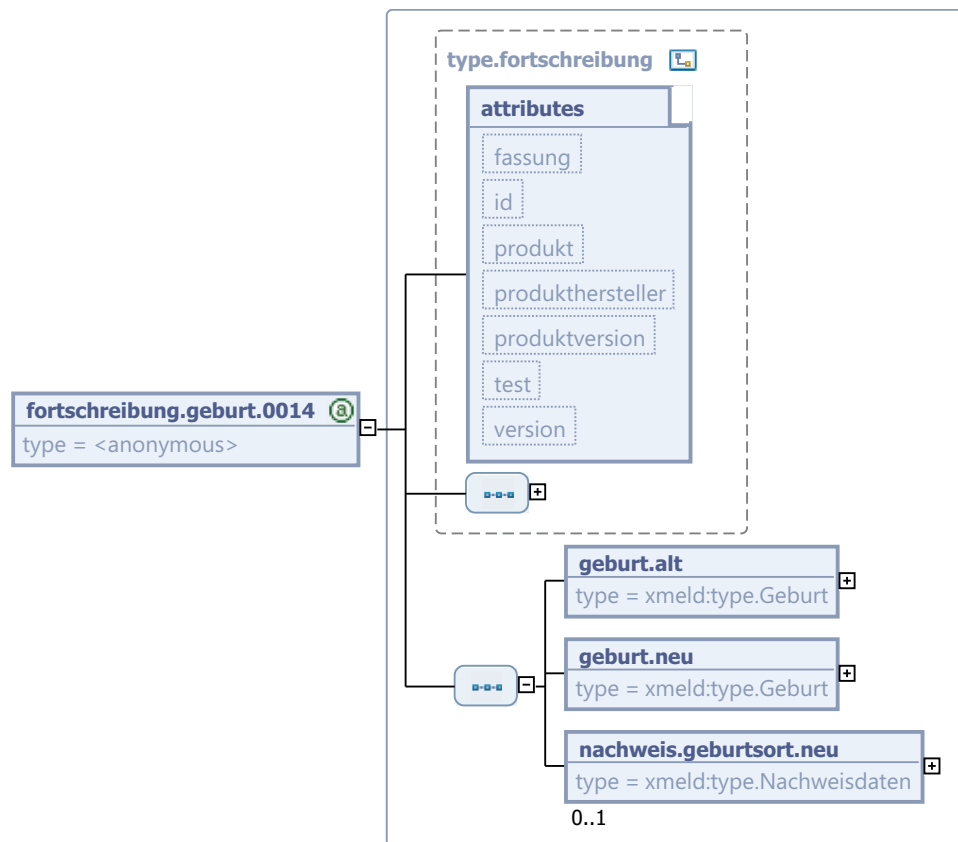 type.fortschreibung
attributes
fassung
id
produkt
produkthersteller
produktversion
test
version
fortschreibung.geburt.0014 @
type = <anonymous>
geburt.alt
type = xmeld:type.Geburt
geburt.neu
type = xmeld:type.Geburt
nachweis.geburtsort.neu
type = xmeld:type.Nachweisdaten
0..1